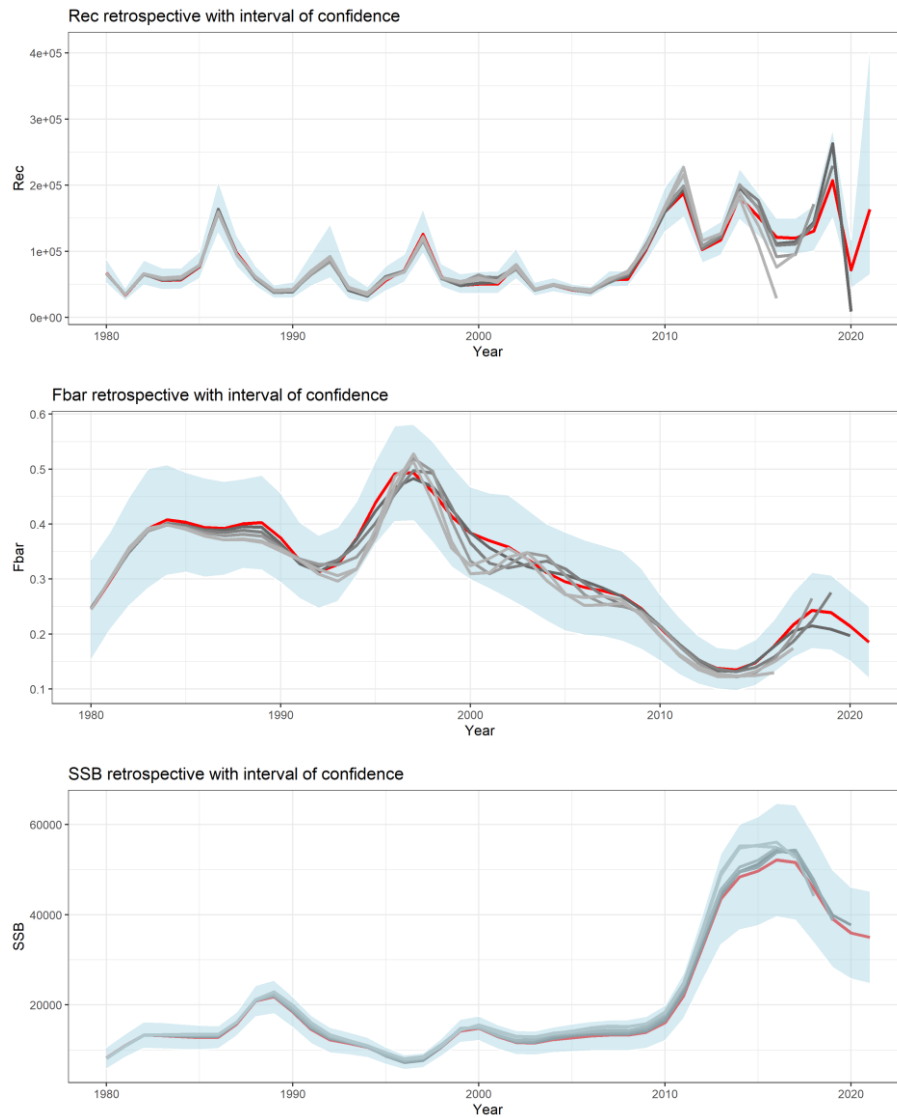 Rec retrospective with interval of confidence
4e+05
3e+05
2e+05
1e+05
0e+00
Rec
1980 1990 2000 2010 2020
Year
Fbar retrospective with interval of confidence
0.6
0.5
0.4
0.3
0.2
0.1
Fbar
1980 1990 2000 2010 2020
Year
SSB retrospective with interval of confidence
60000
40000
20000
SSB
1980 1990 2000 2010 2020
Year